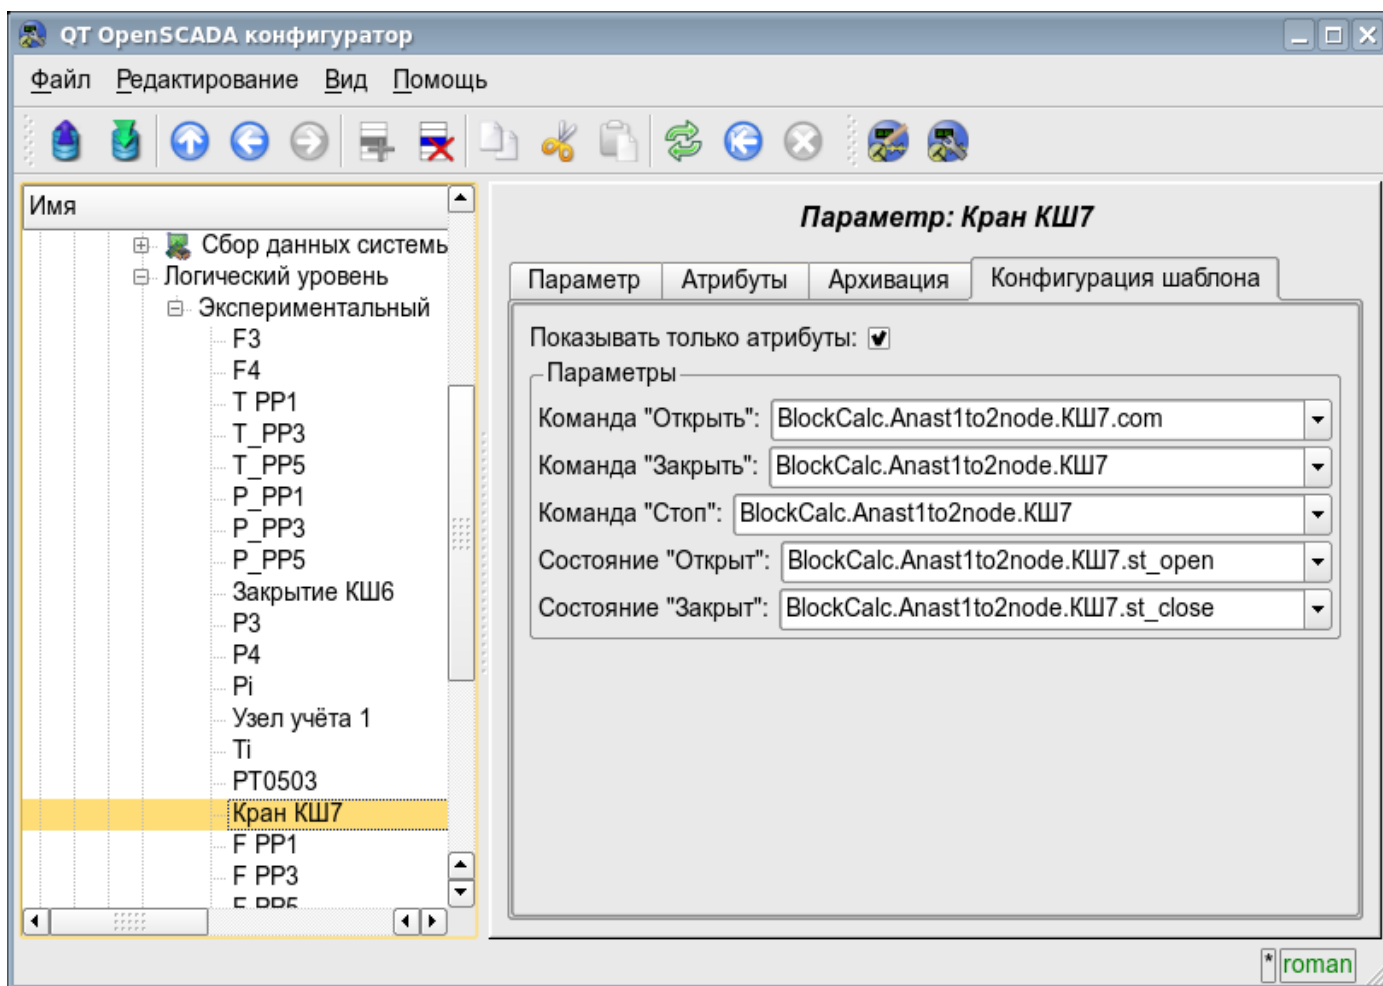 QT OpenSCADA конфигуратор
Файл Редактирование Вид Помощь
Имя
Сбор данных системь
Логический уровень
Экспериментальный
F3
F4
T PP1
T_PP3
T_PP5
P_PP1
P_PP3
P_PP5
Закрытие КШ6
P3
P4
Pi
Узел учёта 1
Ti
PT0503
Кран КШ7
F PP1
F PP3
F PP5
Параметр: Кран КШ7
Параметр Атрибуты Архивация Конфигурация шаблона
Показывать только атрибуты:
Параметры
Команда "Открыть": BlockCalc.Anast1to2node.КШ7.com
Команда "Закрыть": BlockCalc.Anast1to2node.КШ7
Команда "Стоп": BlockCalc.Anast1to2node.КШ7
Состояние "Открыт": BlockCalc.Anast1to2node.КШ7.st_open
Состояние "Закрыт": BlockCalc.Anast1to2node.КШ7.st_close
* roman